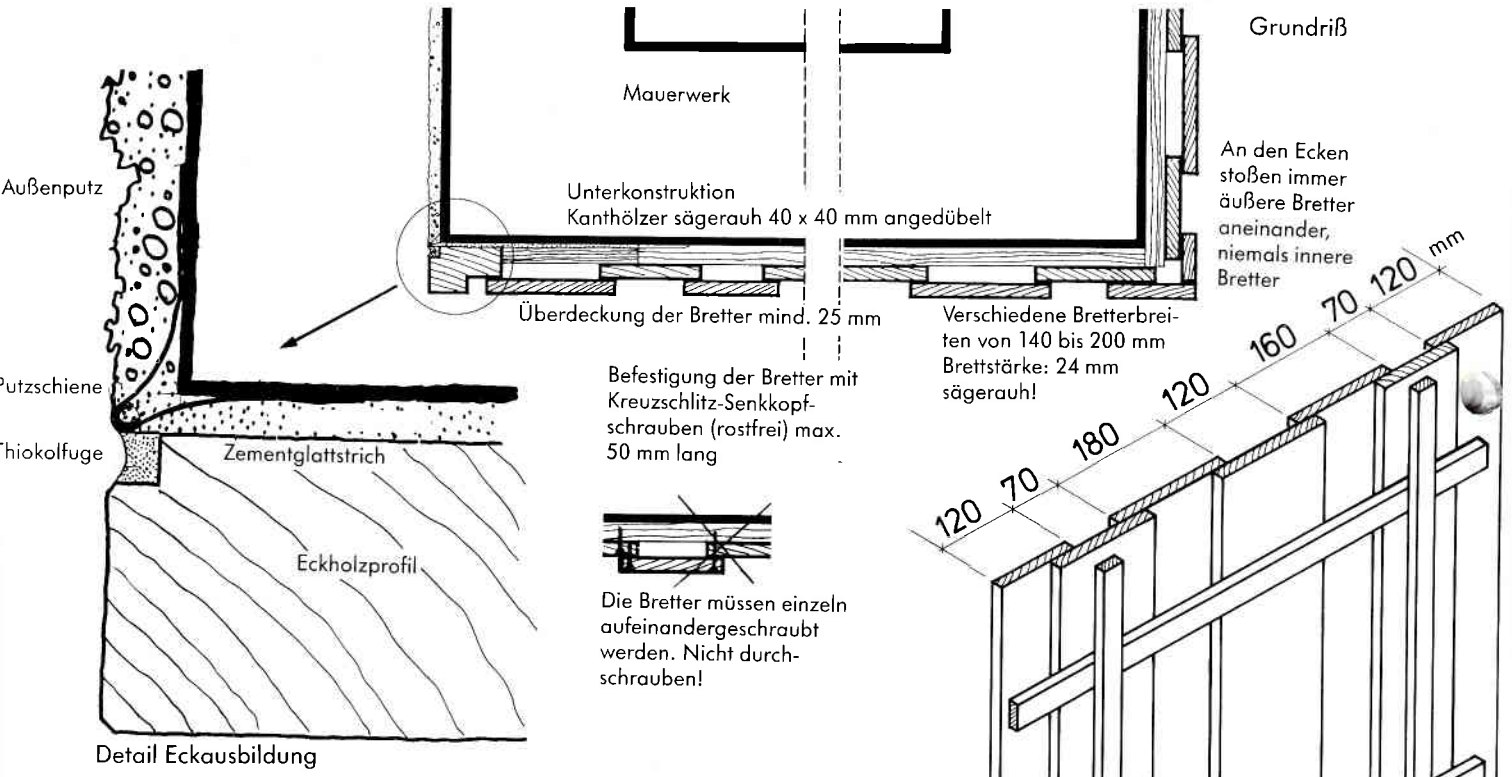 Grundriß
Mauerwerk
Außenputz
An den Ecken
stoßen immer
äußere Bretter
aneinander,
niemals innere
Bretter
Unterkonstruktion
Kanthölzer sägerauh 40 x 40 mm angedübelt
Überdeckung der Bretter mind. 25 mm
Verschiedene Bretterbrei-
ten von 140 bis 200 mm
Brettstärke: 24 mm
sägerauh!
Putzschiene
Thiokolfuge
Zementglattstrich
Eckholzprofil
Detail Eckausbildung
Befestigung der Bretter mit
Kreuzschlitz-Senkkopf-
schrauben (rostfrei) max.
50 mm lang
Die Bretter müssen einzeln
aufeinandergeschraubt
werden. Nicht durch-
schrauben!
120 70 180 120 160 70 120 mm